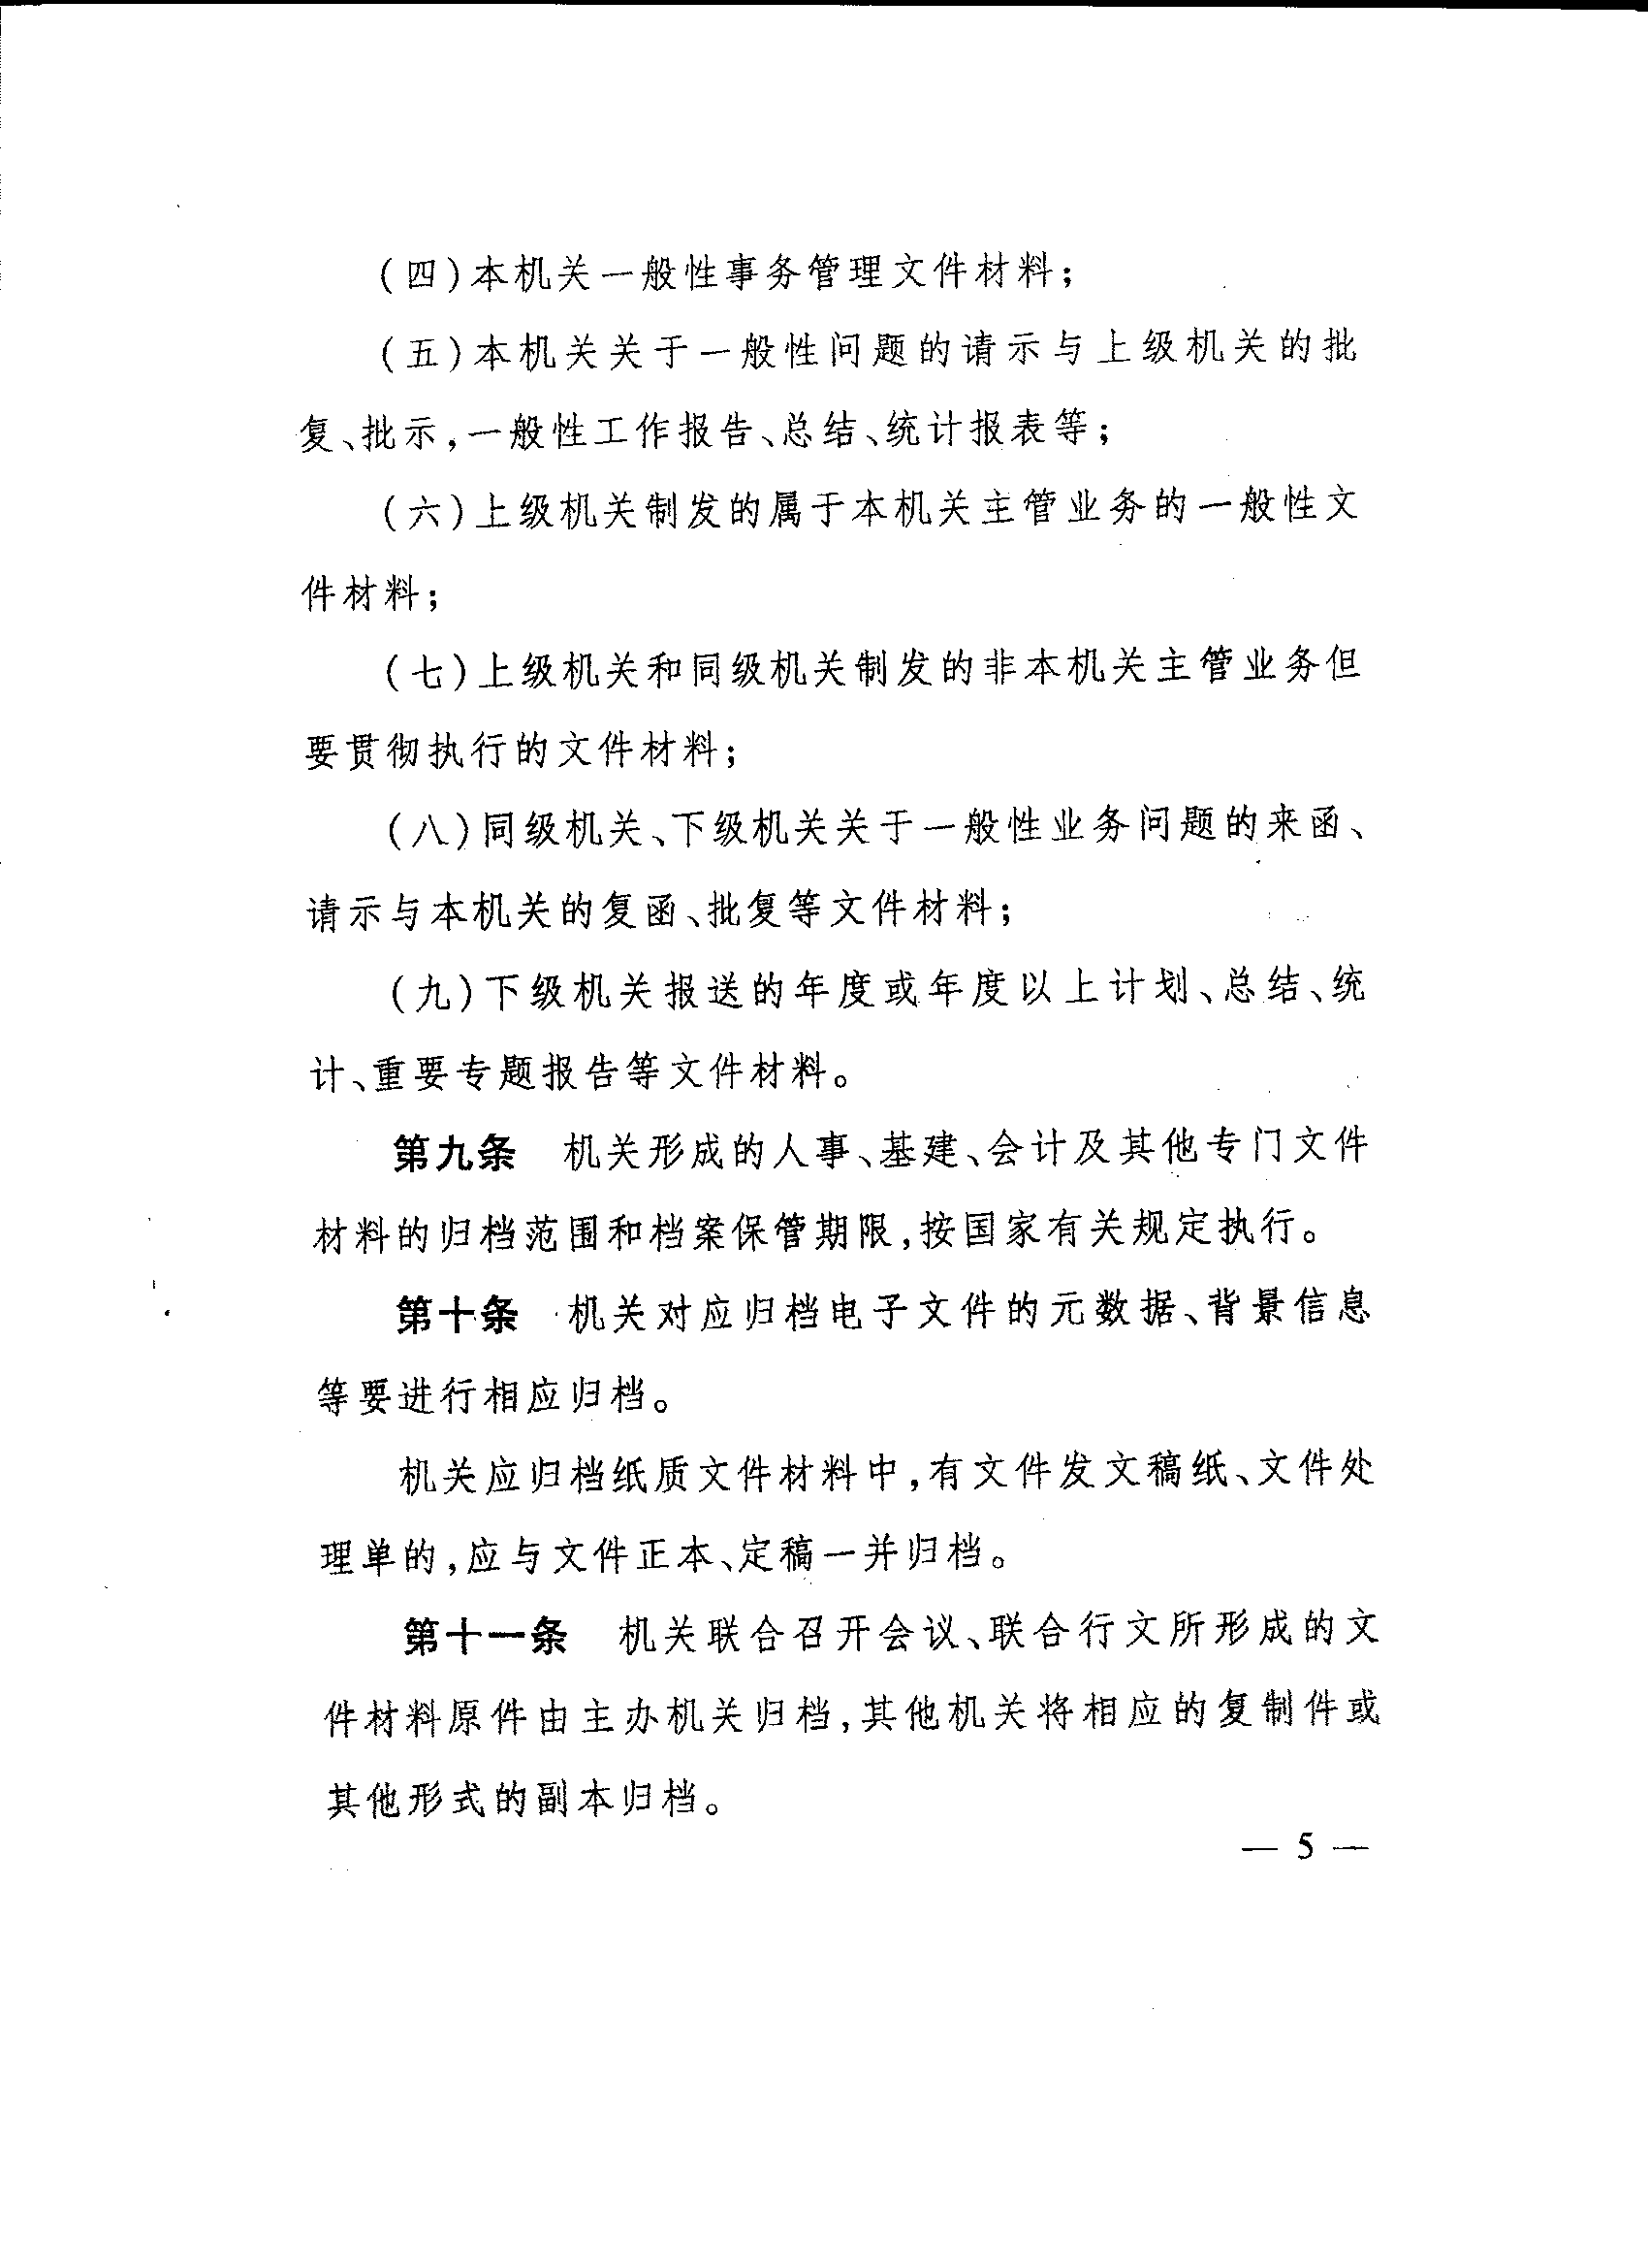 (四)本机关一般性事务管理文件材料；
(五)本机关关于一般性问题的请示与上级机关的批
复、批示，一般性工作报告、总结、统计报表等；
(六)上级机关制发的属于本机关主管业务的一般性文
件材料；
(七)上级机关和同级机关制发的非本机关主管业务但
要贯彻执行的文件材料；
(八)同级机关、下级机关关于一般性业务问题的来函、
请示与本机关的复函、批复等文件材料；
(九)下级机关报送的年度或年度以上计划、总结、统
计、重要专题报告等文件材料。
第九条　机关形成的人事、基建、会计及其他专门文件
材料的归档范围和档案保管期限，按国家有关规定执行。
第十条　机关对应归档电子文件的元数据、背景信息
等要进行相应归档。
机关应归档纸质文件材料中，有文件发文稿纸、文件处
理单的，应与文件正本、定稿一并归档。
第十一条　机关联合召开会议、联合行文所形成的文
件材料原件由主办机关归档，其他机关将相应的复制件或
其他形式的副本归档。
— 5 —